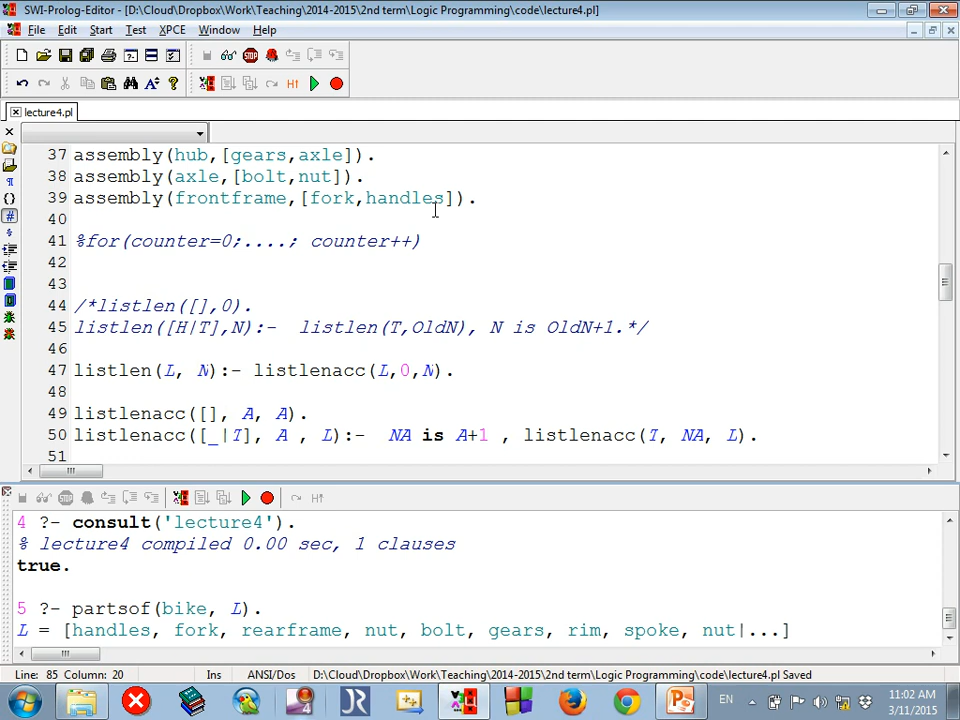 SWI-Prolog-Editor - [D:\Cloud\Dropbox\Work\Teaching\2014-2015\2nd term\Logic Programming\code\lecture4.pl]
File Edit Start Test XPCE Window Help
lecture4.pl
37 assembly(hub,[gears,axle]).
38 assembly(axle,[bolt,nut]).
39 assembly(frontframe,[fork,handles]).
40
41 %for(counter=0;....; counter++)
42
43
44 /*listlen([],0).
45 listlen([H|T],N):-  listlen(T,OldN), N is OldN+1.*/
46
47 listlen(L, N):- listlenacc(L,0,N).
48
49 listlenacc([], A, A).
50 listlenacc([_|T], A , L):-  NA is A+1 , listlenacc(T, NA, L).
51
4 ?- consult('lecture4').
% lecture4 compiled 0.00 sec, 1 clauses
true.
5 ?- partsof(bike, L).
L = [handles, fork, rearframe, nut, bolt, gears, rim, spoke, nut|...]
Line: 85 Column: 20 Ins ANSI/Dos D:\Cloud\Dropbox\Work\Teaching\2014-2015\2nd term\Logic Programming\code\lecture4.pl Saved
EN 11:02 AM
3/11/2015